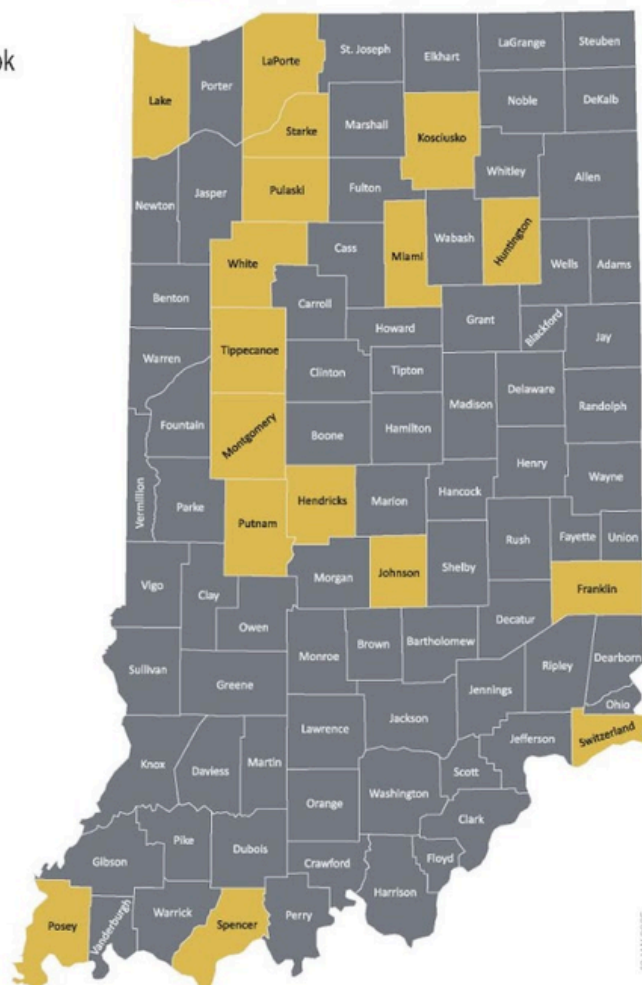 ok
St. Joseph
Elkhart
LaGrange
Steuben
LaPorte
Lake
Porter
Noble
DeKalb
Starke
Marshall
Kosciusko
Whitley
Allen
Newton
Jasper
Pulaski
Fulton
Huntington
White
Cass
Miami
Wabash
Wells
Adams
Benton
Carroll
Grant
Blackford
Howard
Jay
Tippecanoe
Warren
Clinton
Tipton
Delaware
Madison
Randolph
Fountain
Montgomery
Boone
Hamilton
Henry
Wayne
Vermillion
Parke
Putnam
Hendricks
Marion
Hancock
Rush
Fayette
Union
Vigo
Clay
Morgan
Johnson
Shelby
Franklin
Owen
Decatur
Sullivan
Monroe
Brown
Bartholomew
Ripley
Dearborn
Greene
Jennings
Ohio
Lawrence
Jackson
Switzerland
Jefferson
Knox
Daviess
Martin
Scott
Orange
Washington
Clark
Pike
Dubois
Gibson
Crawford
Floyd
Harrison
Posey
Vanderburgh
Warrick
Spencer
Perry